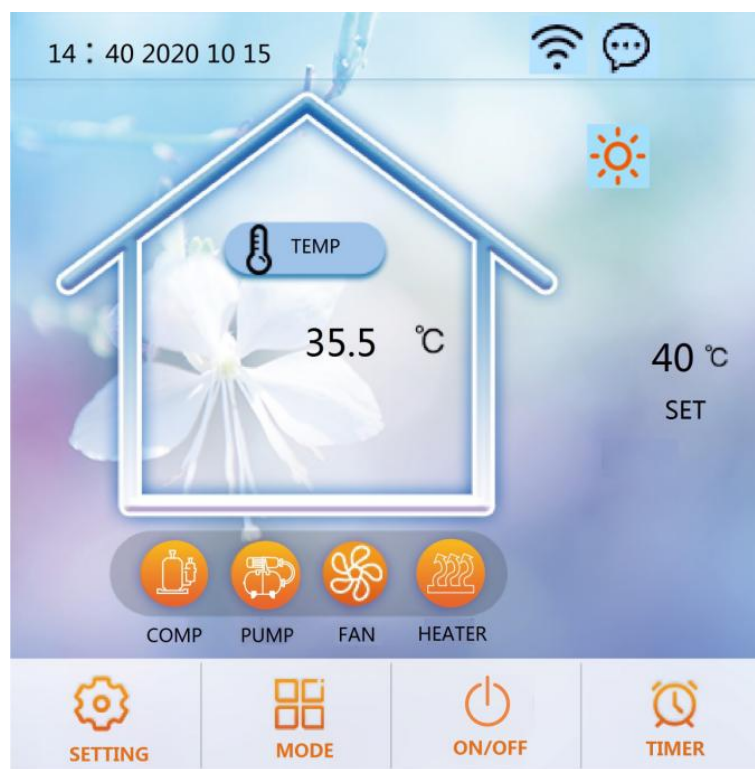 14 : 40 2020 10 15
TEMP
35.5 ℃
40 ℃
SET
COMP PUMP FAN HEATER
SETTING MODE ON/OFF TIMER